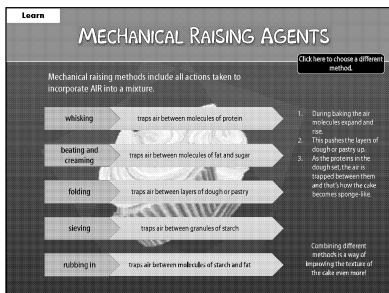 Learn
MECHANICAL RAISING AGENTS
Click here to choose a different
method.
Mechanical raising methods include all actions taken to
incorporate AIR into a mixture.
whisking
traps air between molecules of protein
beating and
creaming
traps air between molecules of fat and sugar
folding
traps air between layers of dough or pastry
sieving
traps air between granules of starch
rubbing in
traps air between molecules of starch and fat
1. During baking the air
molecules expand and
rise.
2. This pushes the layers of
dough or pastry up.
3. As the proteins in the
dough set, the air is
trapped between them
and that's how the cake
becomes sponge-like.
Combining different
methods is a way of
improving the texture of
the cake even more!